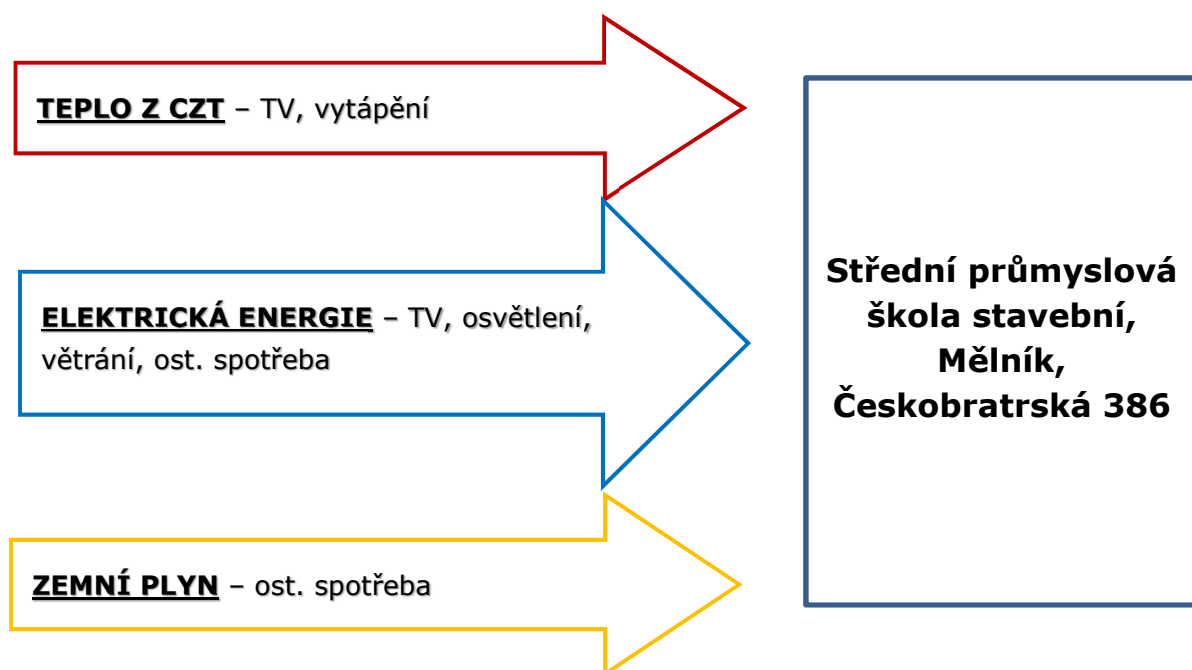 TEPLO Z CZT – TV, vytápění
ELEKTRICKÁ ENERGIE – TV, osvětlení,
větrání, ost. spotřeba
ZEMNÍ PLYN – ost. spotřeba
Střední průmyslová
škola stavební,
Mělník,
Českobratrská 386